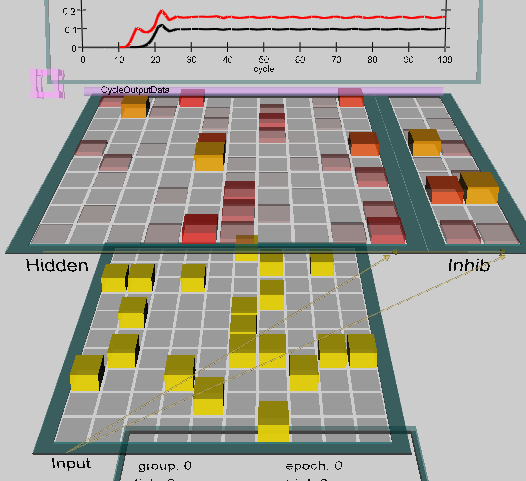 0.2
0.1
0
0 10 20 30 40 50 60 70 80 90 100
cycle
CycleOutputData
Hidden
Inhib
Input
group: 0 epoch: 0